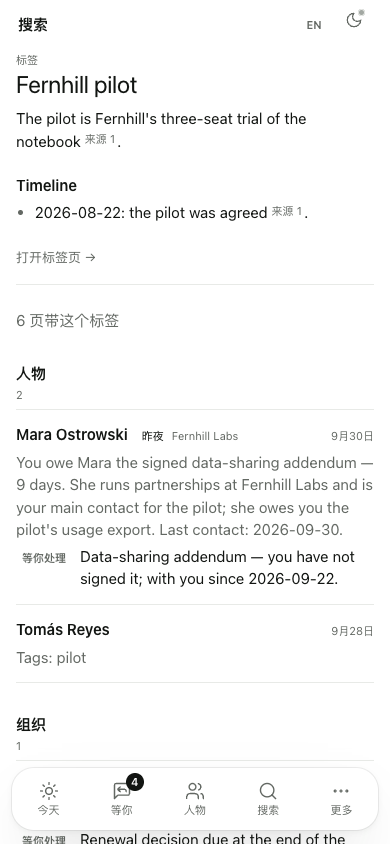 搜索
EN
标签
Fernhill pilot
The pilot is Fernhill's three-seat trial of the
notebook 来源 1 .
Timeline
• 2026-08-22: the pilot was agreed 来源 1 .
打开标签页 →
6 页带这个标签
人物
2
Mara Ostrowski 昨夜 Fernhill Labs 9月30日
You owe Mara the signed data-sharing addendum —
9 days. She runs partnerships at Fernhill Labs and is
your main contact for the pilot; she owes you the
pilot's usage export. Last contact: 2026-09-30.
等你处理 Data-sharing addendum — you have not
signed it; with you since 2026-09-22.
Tomás Reyes 9月28日
Tags: pilot
组织
1
4
今天 等你 人物 搜索 更多
等你处理 Renewal decision due at the end of the